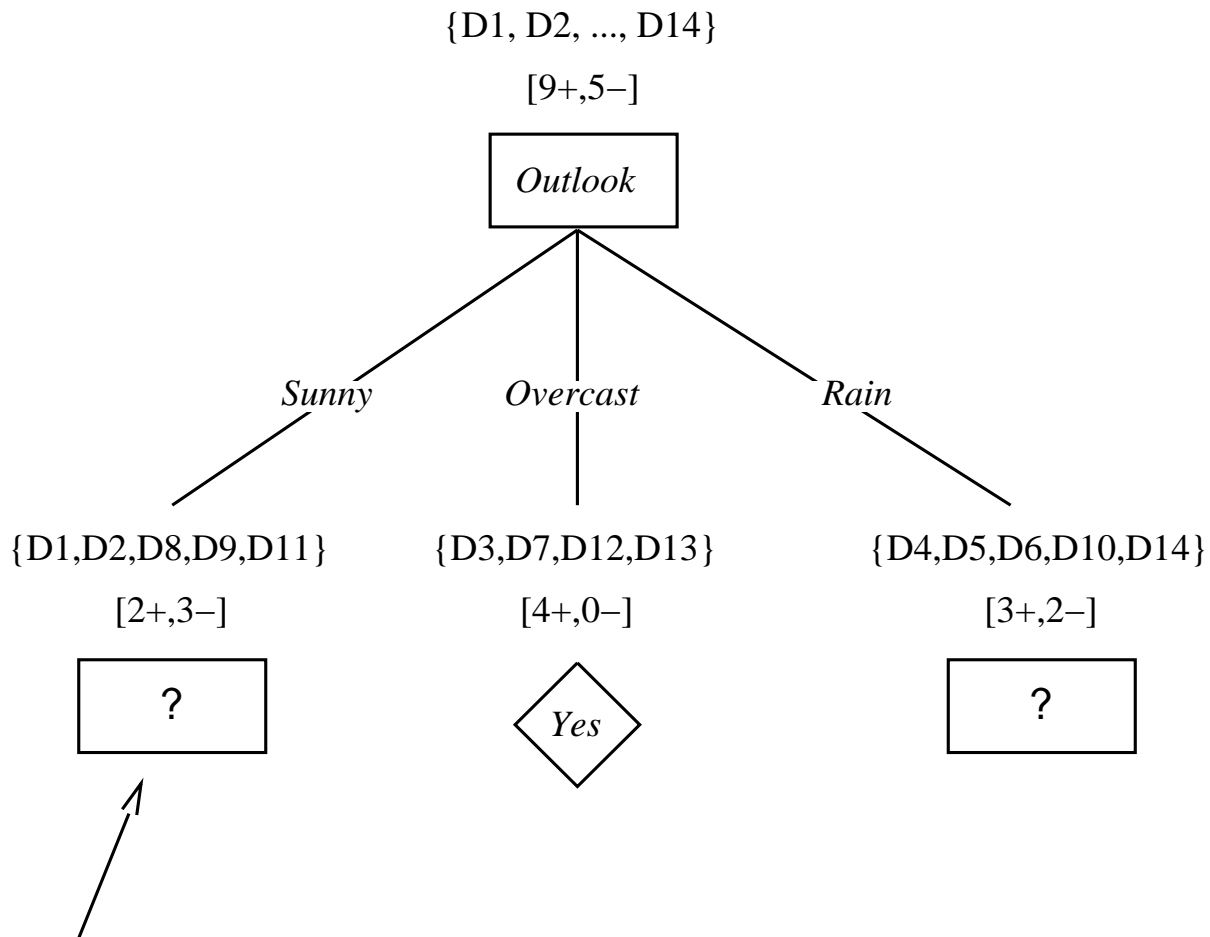 {D1, D2, ..., D14}
[9+,5−]
Outlook
Sunny Overcast Rain
{D1,D2,D8,D9,D11} {D3,D7,D12,D13} {D4,D5,D6,D10,D14}
[2+,3−] [4+,0−] [3+,2−]
? Yes ?